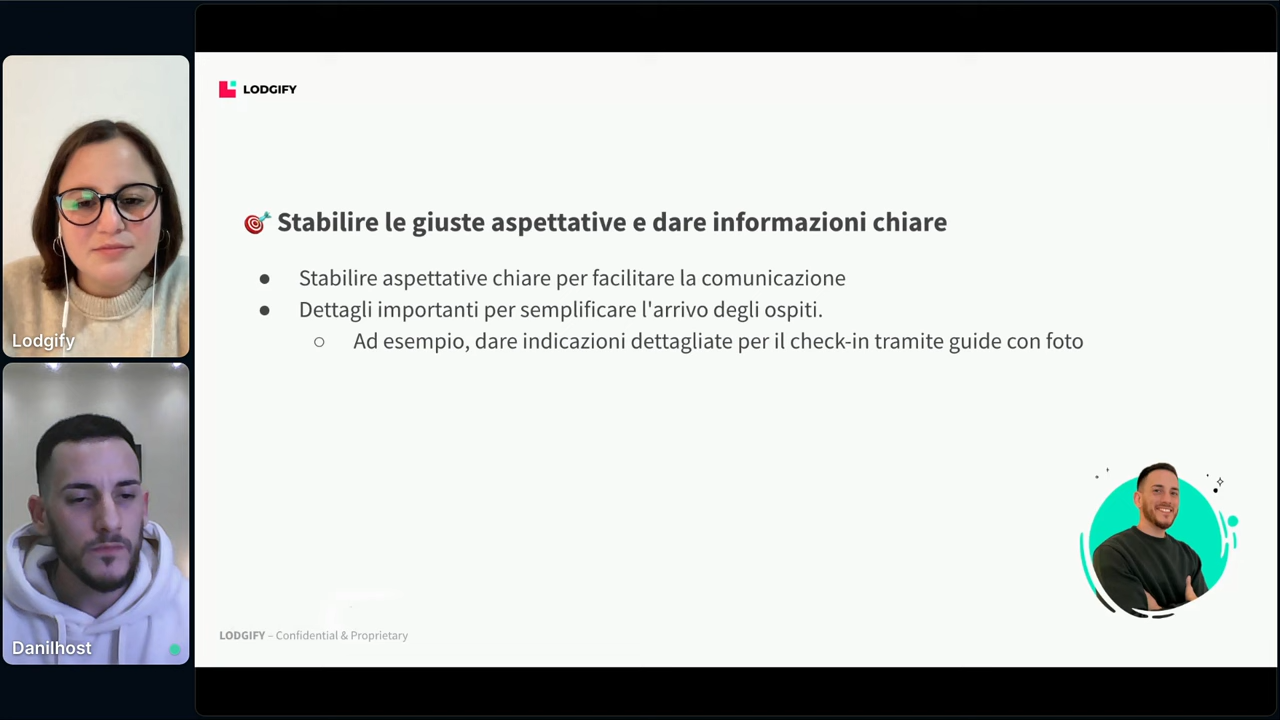 LODGIFY
🎯 Stabilire le giuste aspettative e dare informazioni chiare
● Stabilire aspettative chiare per facilitare la comunicazione
● Dettagli importanti per semplificare l'arrivo degli ospiti.
○ Ad esempio, dare indicazioni dettagliate per il check-in tramite guide con foto
LODGIFY – Confidential & Proprietary
Lodgify
Danilhost